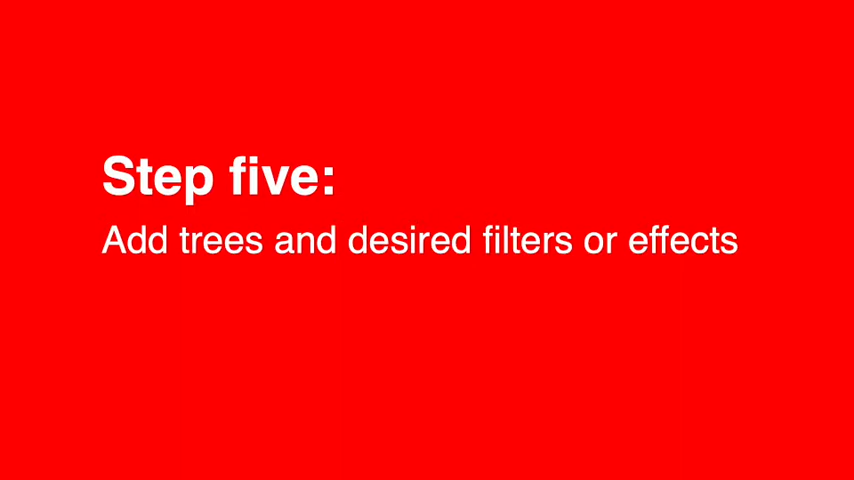 Step five:
Add trees and desired filters or effects